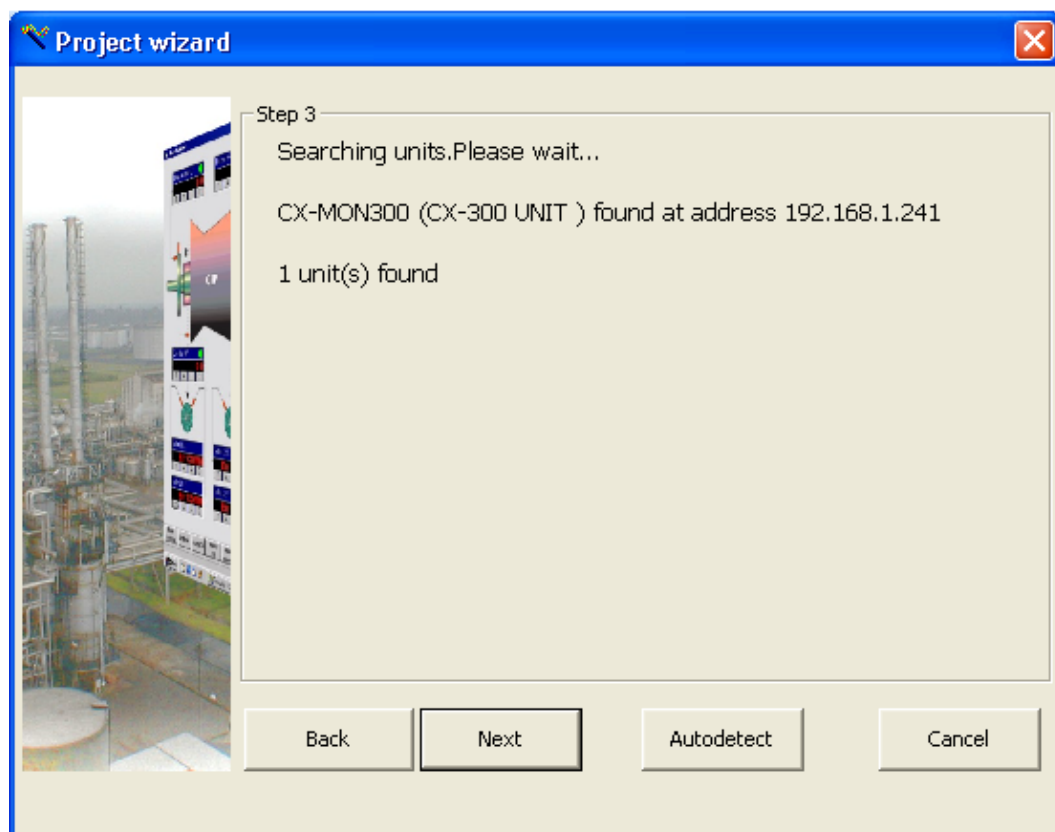 Project wizard
Step 3
Searching units.Please wait...
CX-MON300 (CX-300 UNIT ) found at address 192.168.1.241
1 unit(s) found
Back
Next
Autodetect
Cancel